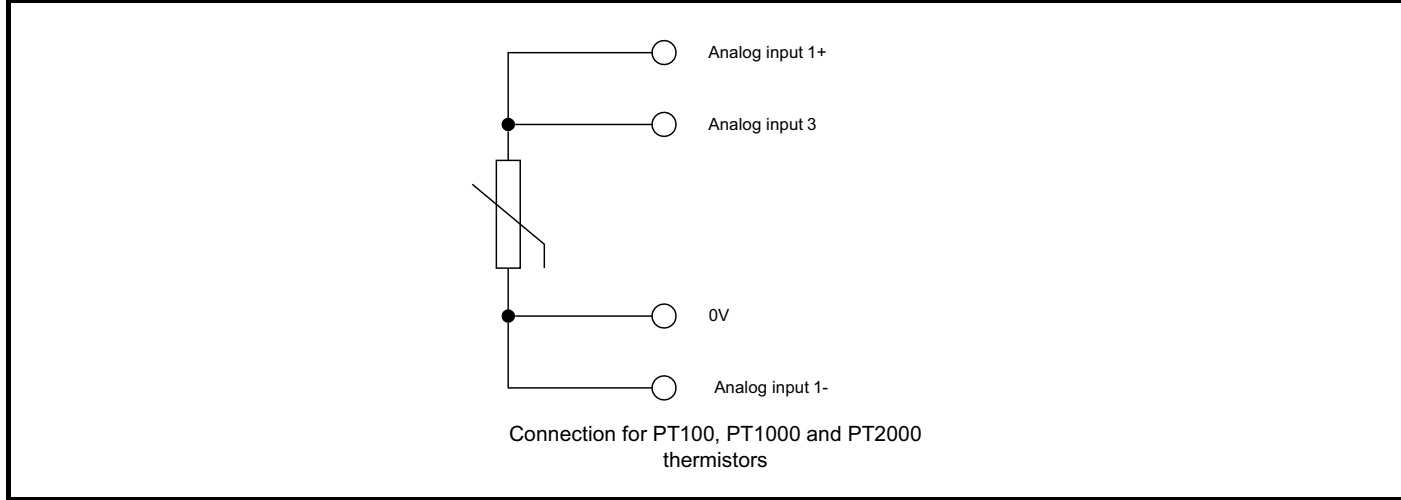 Analog input 1+
Analog input 3
0V
Analog input 1-
Connection for PT100, PT1000 and PT2000
thermistors